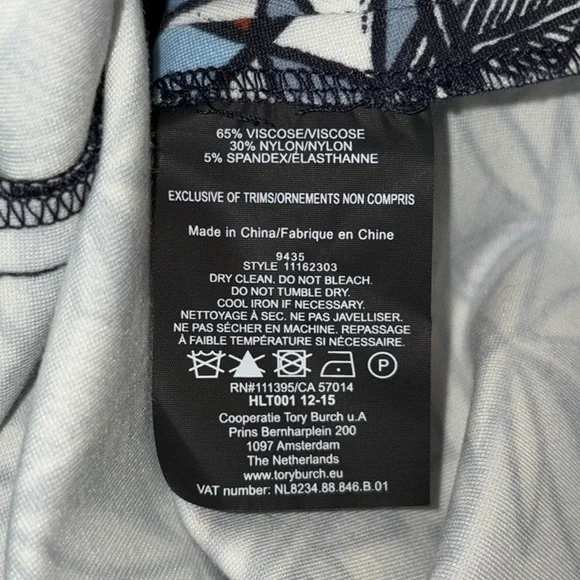 65% VISCOSE/VISCOSE
30% NYLON/NYLON
5% SPANDEX/ÉLASTHANNE
EXCLUSIVE OF TRIMS/ORNEMENTS NON COMPRIS
Made in China/Fabrique en Chine
9435
STYLE 11162303
DRY CLEAN. DO NOT BLEACH.
DO NOT TUMBLE DRY.
COOL IRON IF NECESSARY.
NETTOYAGE À SEC. NE PAS JAVELLISER.
NE PAS SÉCHER EN MACHINE. REPASSAGE
À FAIBLE TEMPÉRATURE SI NÉCESSAIRE.
P
RN#111395/CA 57014
HLT001 12-15
Cooperatie Tory Burch u.A
Prins Bernharplein 200
1097 Amsterdam
The Netherlands
www.toryburch.eu
VAT number: NL8234.88.846.B.01